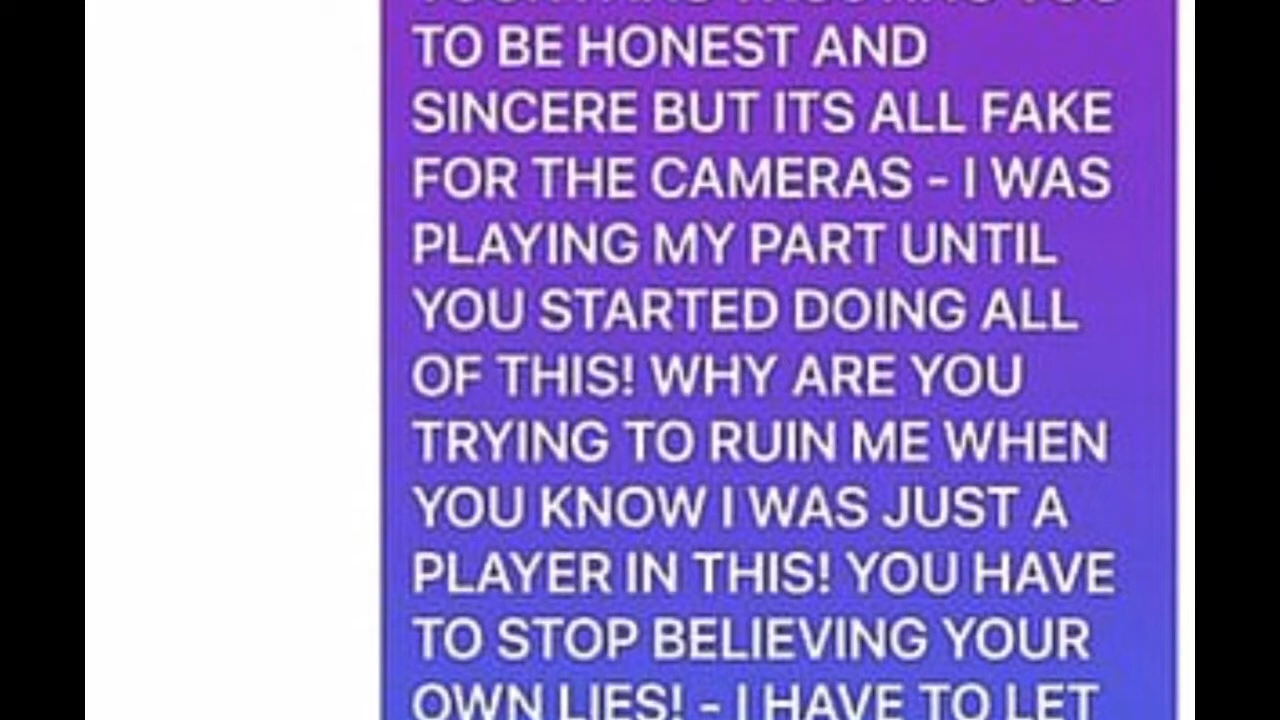 TO BE HONEST AND
SINCERE BUT ITS ALL FAKE
FOR THE CAMERAS - I WAS
PLAYING MY PART UNTIL
YOU STARTED DOING ALL
OF THIS! WHY ARE YOU
TRYING TO RUIN ME WHEN
YOU KNOW I WAS JUST A
PLAYER IN THIS! YOU HAVE
TO STOP BELIEVING YOUR
OWN LIES! - I HAVE TO LET